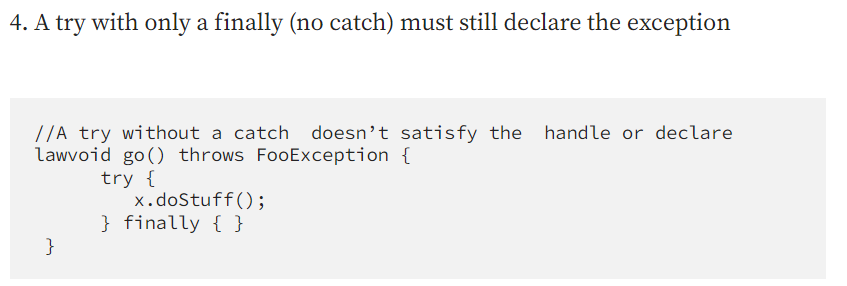 4. A try with only a finally (no catch) must still declare the exception
//A try without a catch  doesn’t satisfy the  handle or declare
lawvoid go() throws FooException {
      try {
         x.doStuff();
      } finally { }
 }